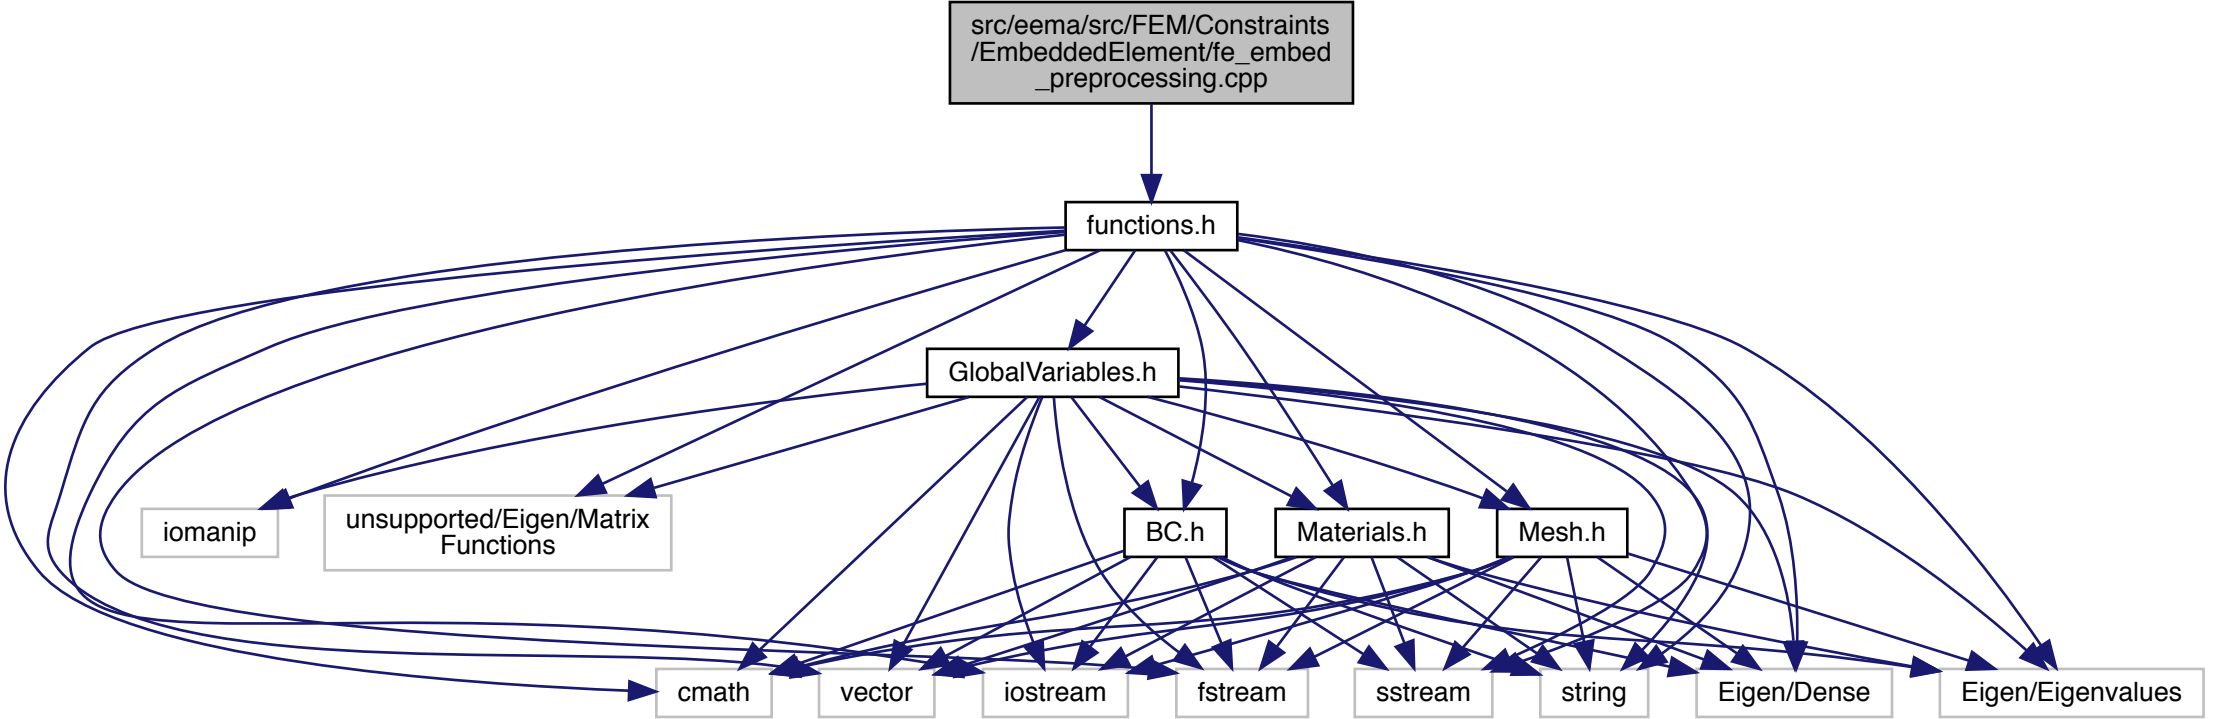 src/eema/src/FEM/Constraints
/EmbeddedElement/fe_embed
_preprocessing.cpp
functions.h
GlobalVariables.h
iomanip
unsupported/Eigen/Matrix
Functions
BC.h
Materials.h
Mesh.h
cmath
vector
iostream
fstream
sstream
string
Eigen/Dense
Eigen/Eigenvalues